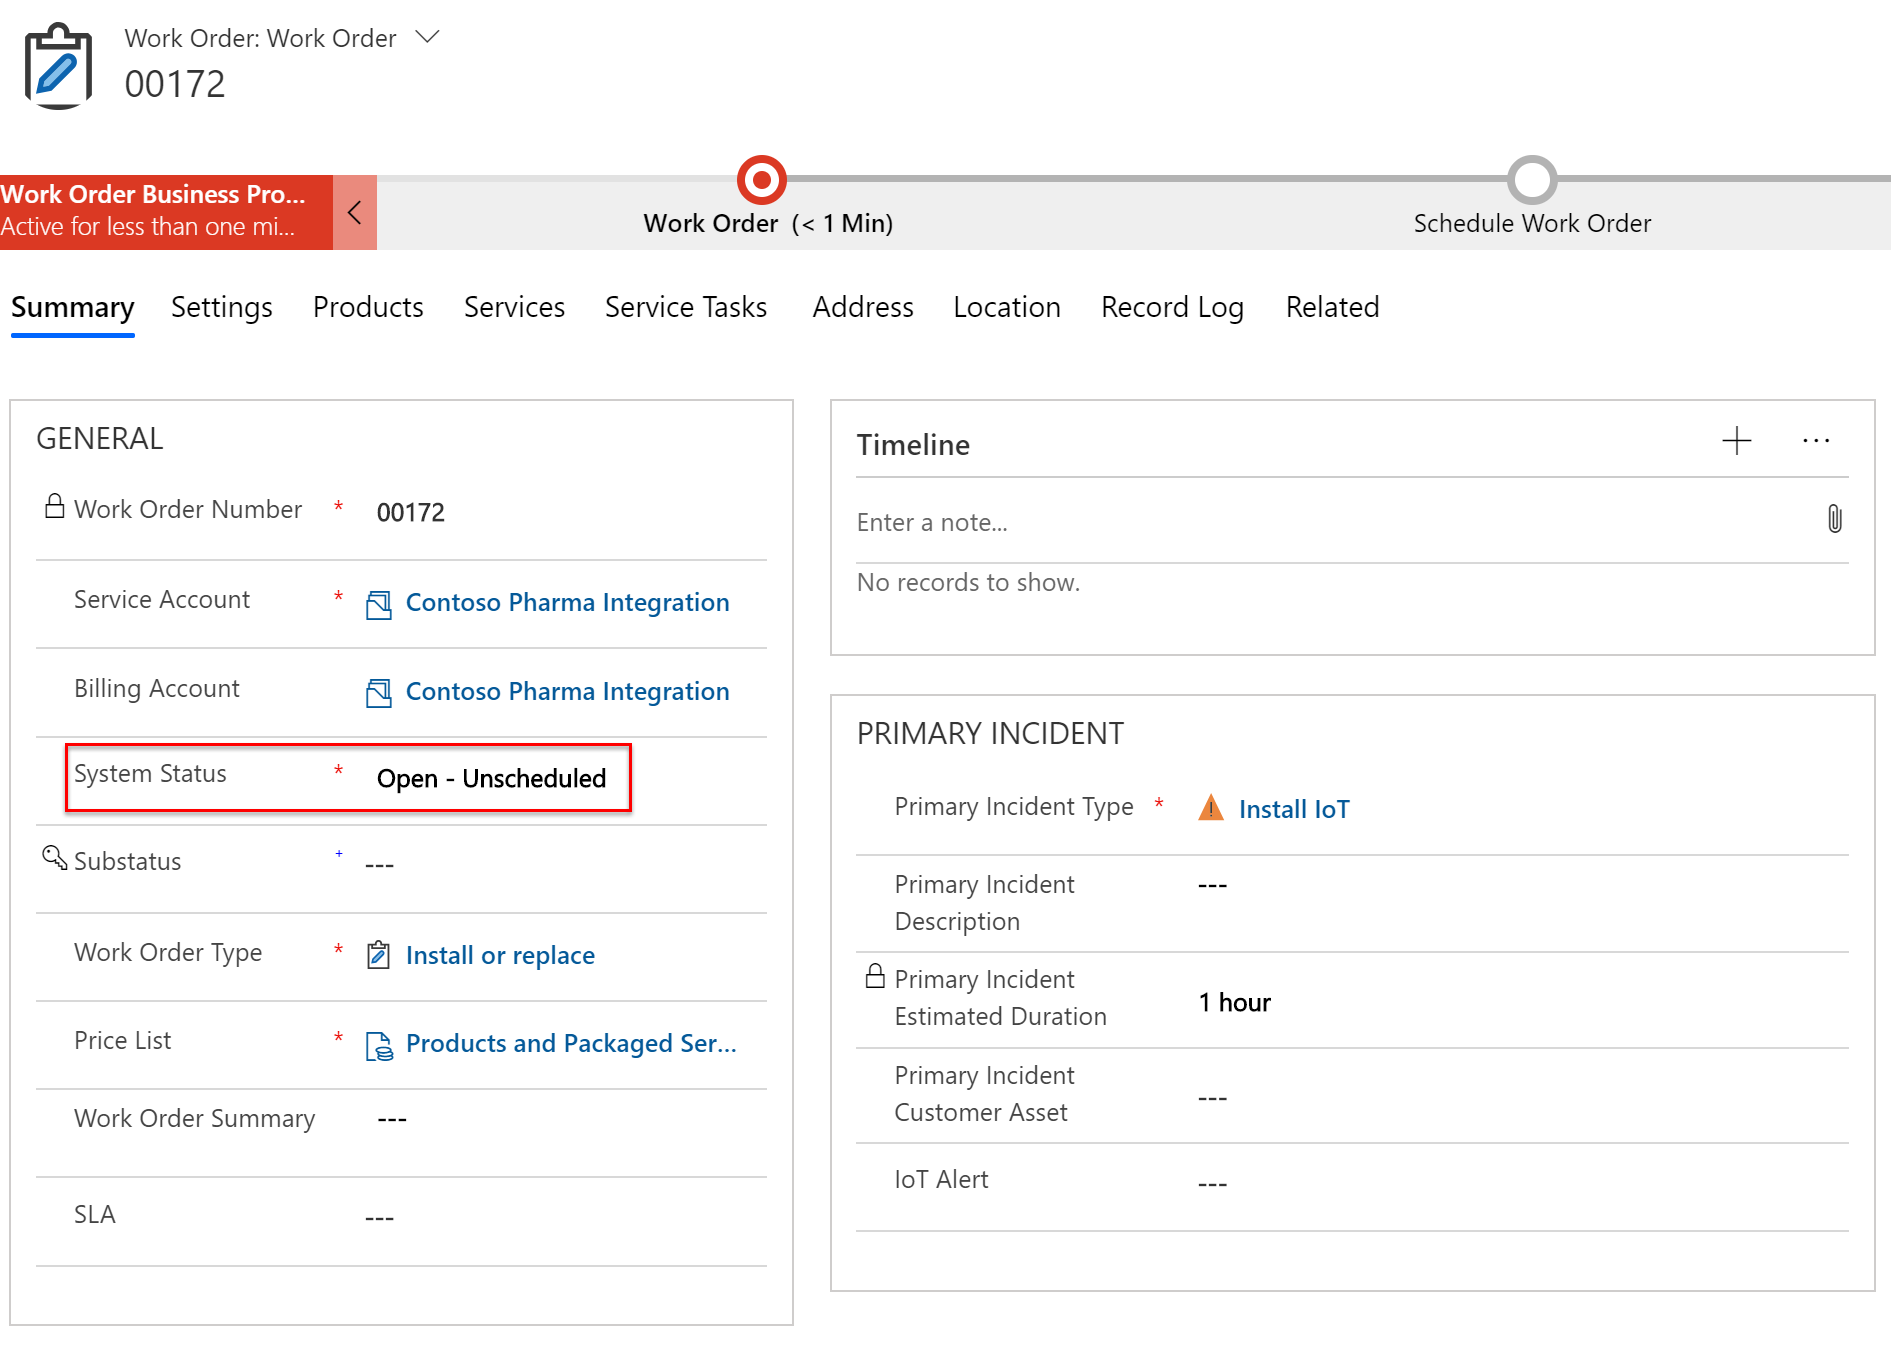 Work Order: Work Order
00172
Work Order Business Pro...
Active for less than one mi...
Work Order (< 1 Min)
Schedule Work Order
Summary Settings Products Services Service Tasks Address Location Record Log Related
GENERAL
Work Order Number * 00172
Service Account * Contoso Pharma Integration
Billing Account Contoso Pharma Integration
System Status * Open - Unscheduled
Substatus + ---
Work Order Type * Install or replace
Price List * Products and Packaged Ser...
Work Order Summary ---
SLA ---
Timeline
Enter a note...
No records to show.
PRIMARY INCIDENT
Primary Incident Type * Install IoT
Primary Incident
Description
---
Primary Incident
Estimated Duration
1 hour
Primary Incident
Customer Asset
---
IoT Alert ---